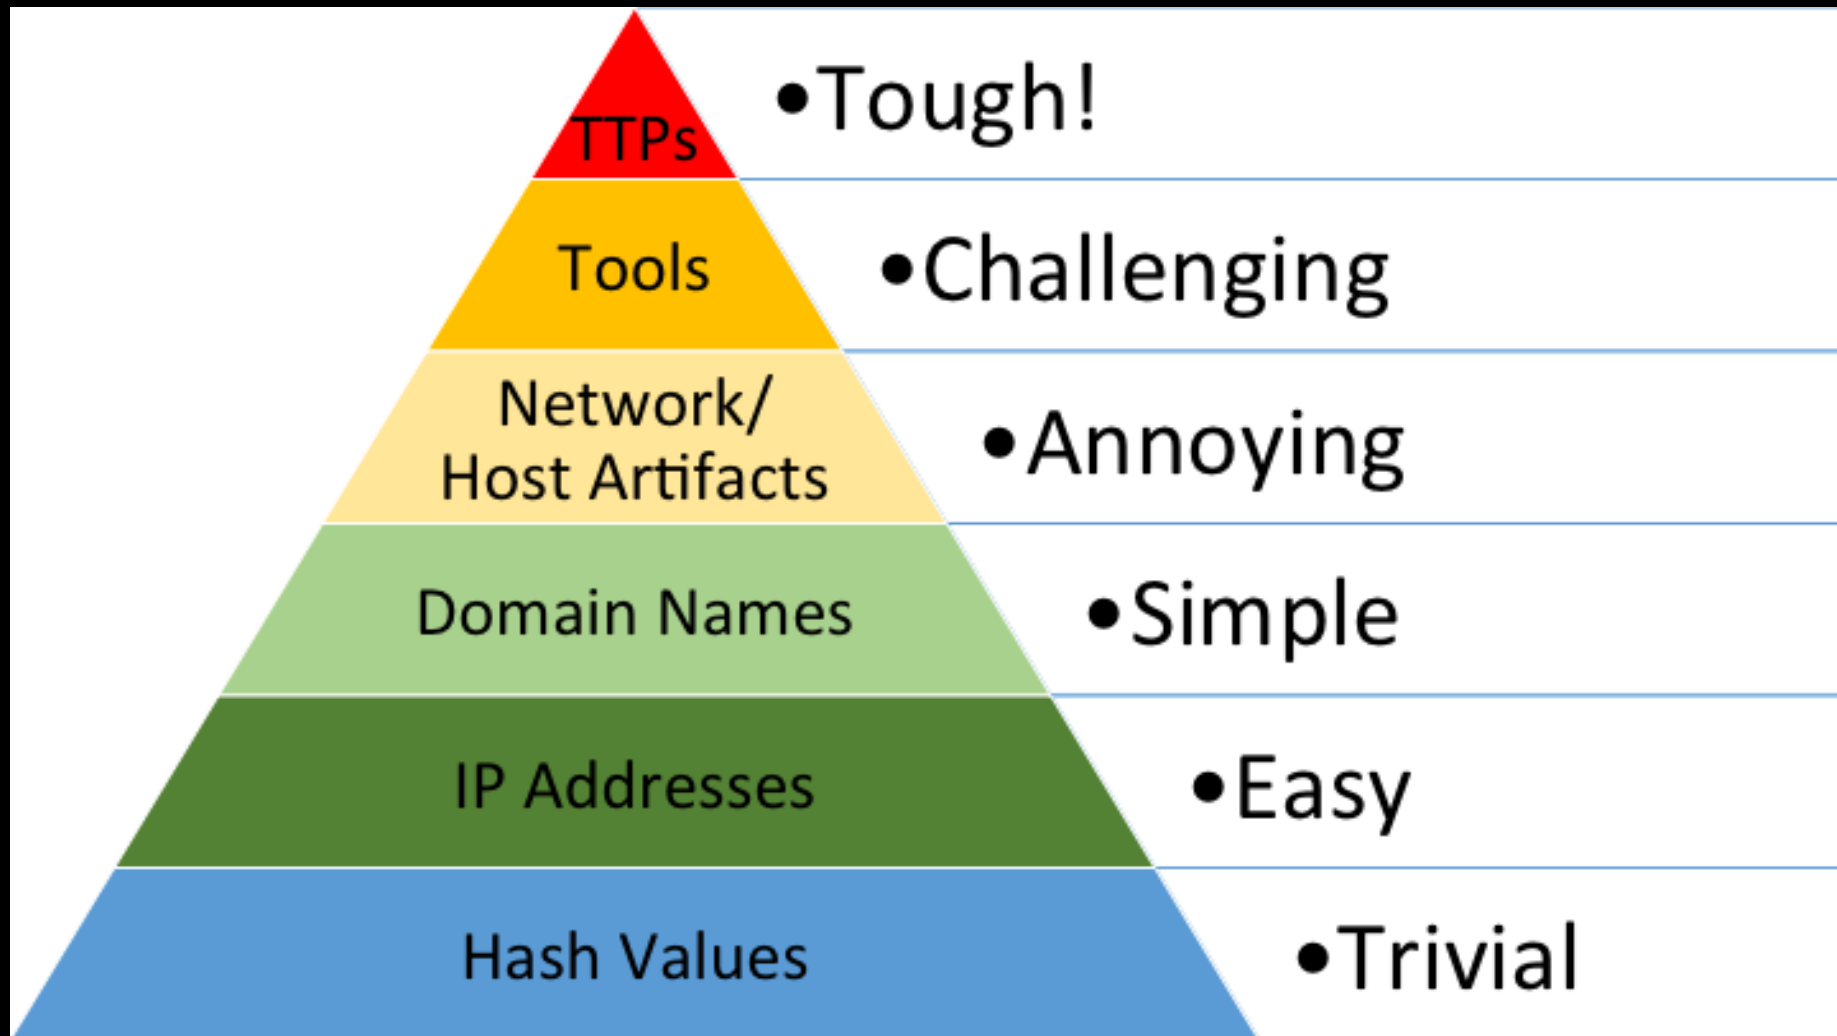 TTPs
•Tough!
Tools
•Challenging
Network/
Host Artifacts
•Annoying
Domain Names
•Simple
IP Addresses
•Easy
Hash Values
•Trivial